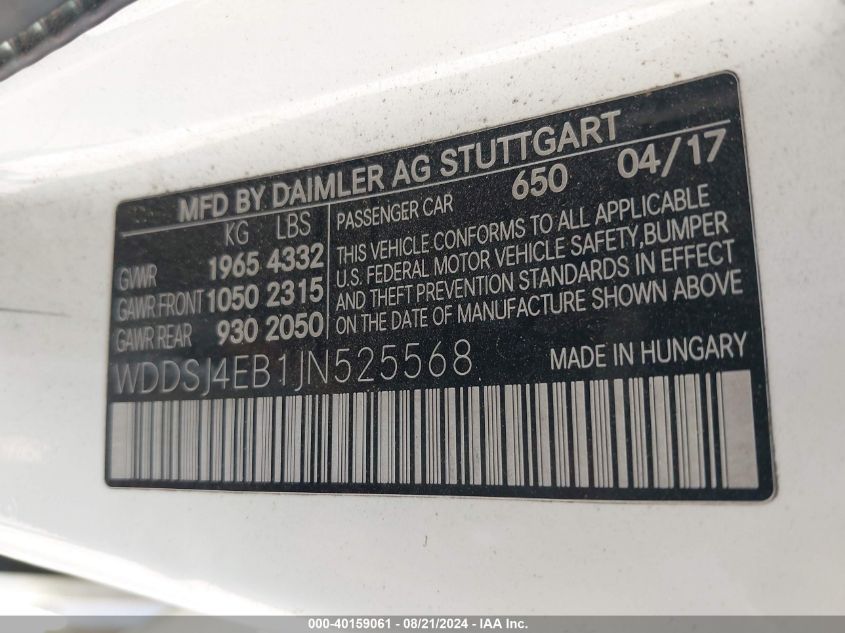 MFD BY DAIMLER AG STUTTGART
KG LBS
GVWR 1965 4332
GAWR FRONT 1050 2315
GAWR REAR 930 2050
PASSENGER CAR 650 04/17
THIS VEHICLE CONFORMS TO ALL APPLICABLE
U.S. FEDERAL MOTOR VEHICLE SAFETY,BUMPER
AND THEFT PREVENTION STANDARDS IN EFFECT
ON THE DATE OF MANUFACTURE SHOWN ABOVE
WDDSJ4EB1JN525568 MADE IN HUNGARY
000-40159061 - 08/21/2024 - IAA Inc.